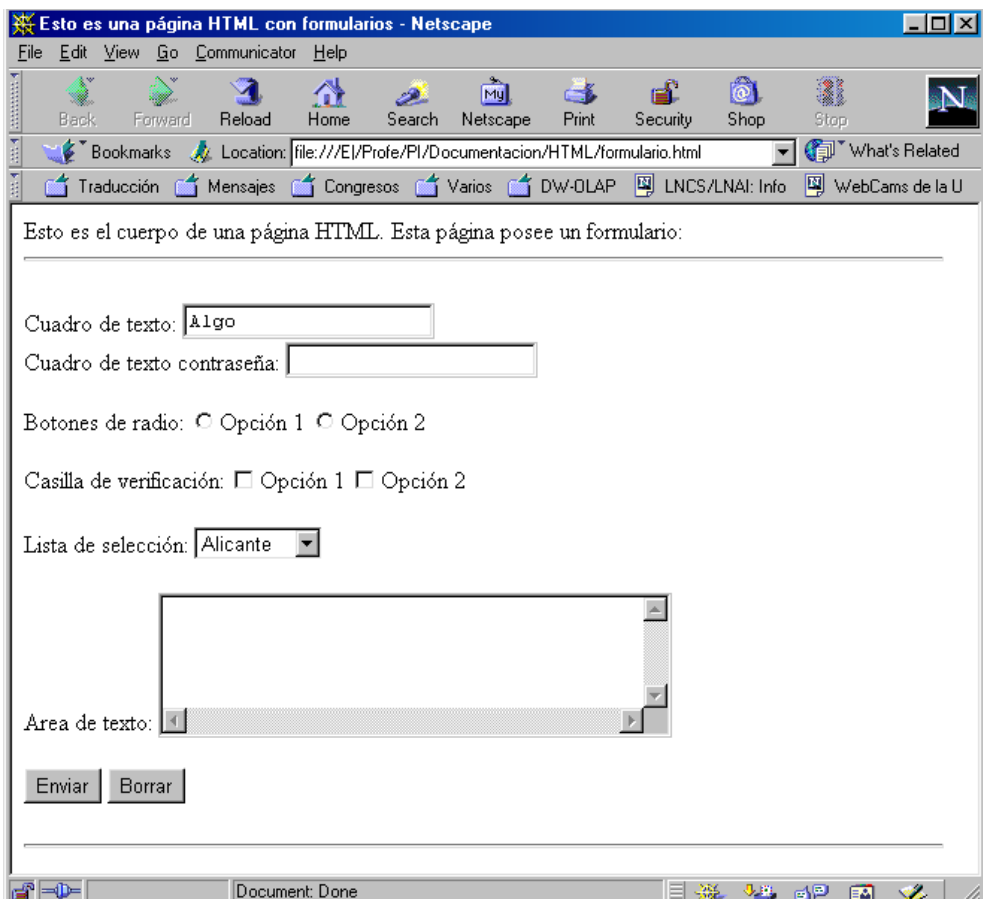 Esto es una página HTML con formularios - Netscape
File Edit View Go Communicator Help
Back Forward Reload Home Search Netscape Print Security Shop Stop
My
N
Bookmarks Location: file:///E|/Profe/PI/Documentacion/HTML/formulario.html What's Related
Traducción Mensajes Congresos Varios DW-OLAP LNCS/LNAI: Info WebCams de la U
Esto es el cuerpo de una página HTML. Esta página posee un formulario:
Cuadro de texto: Algo
Cuadro de texto contraseña:
Botones de radio: Opción 1 Opción 2
Casilla de verificación: Opción 1 Opción 2
Lista de selección: Alicante
Area de texto:
Enviar Borrar
Document: Done